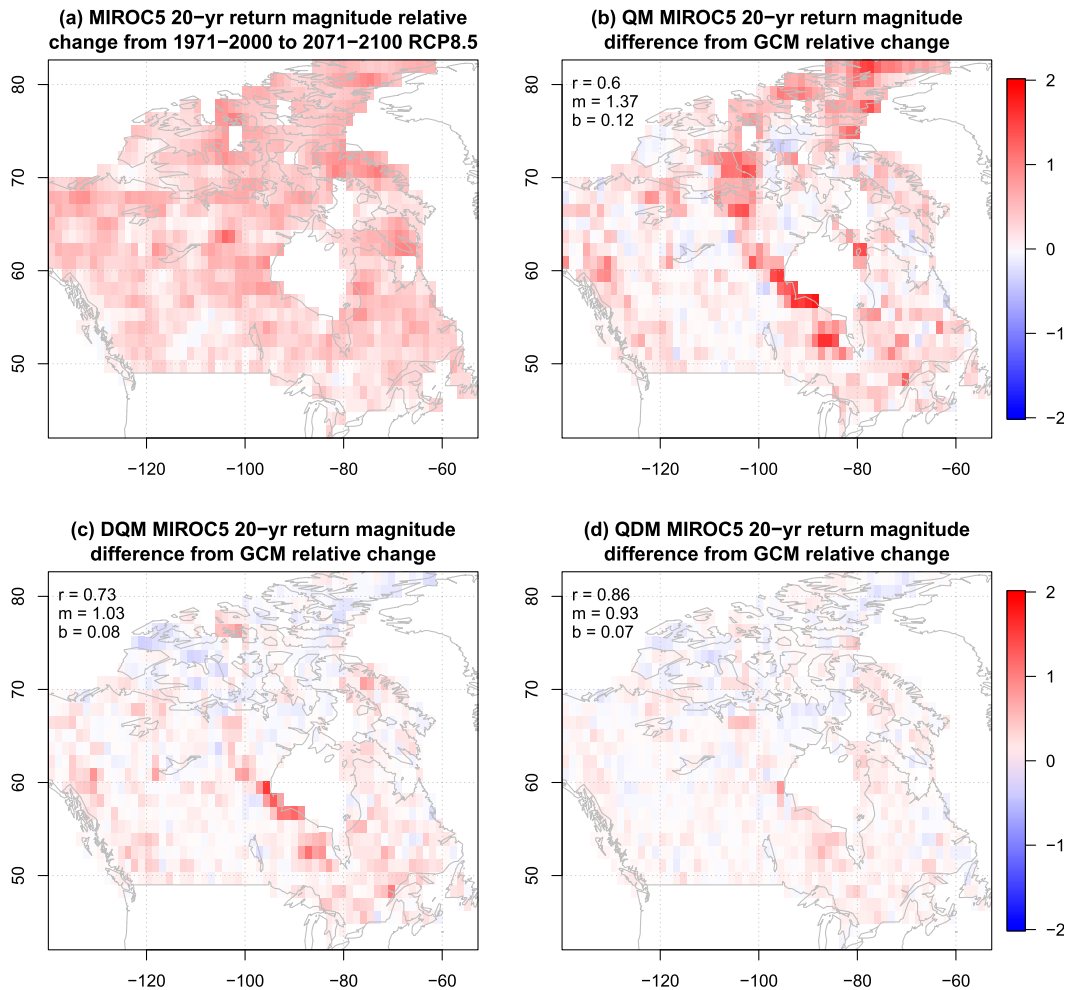 (a) MIROC5 20−yr return magnitude relative
change from 1971−2000 to 2071−2100 RCP8.5
80
70
60
50
−120
−100
−80
−60
(b) QM MIROC5 20−yr return magnitude
difference from GCM relative change
r = 0.6
m = 1.37
b = 0.12
80
70
60
50
−120
−100
−80
−60
2
1
0
−1
−2
(c) DQM MIROC5 20−yr return magnitude
difference from GCM relative change
r = 0.73
m = 1.03
b = 0.08
80
70
60
50
−120
−100
−80
−60
(d) QDM MIROC5 20−yr return magnitude
difference from GCM relative change
r = 0.86
m = 0.93
b = 0.07
80
70
60
50
−120
−100
−80
−60
2
1
0
−1
−2